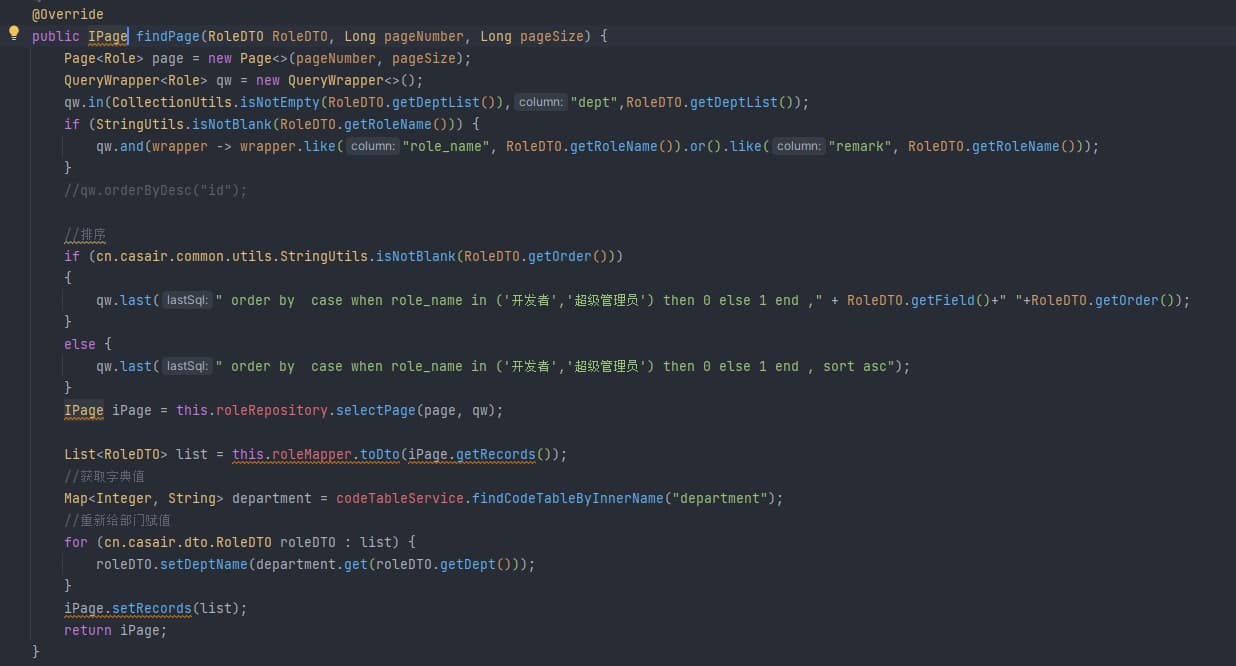 @Override
public IPage findPage(RoleDTO RoleDTO, Long pageNumber, Long pageSize) {
    Page<Role> page = new Page<>(pageNumber, pageSize);
    QueryWrapper<Role> qw = new QueryWrapper<>();
    qw.in(CollectionUtils.isNotEmpty(RoleDTO.getDeptList()), column: "dept",RoleDTO.getDeptList());
    if (StringUtils.isNotBlank(RoleDTO.getRoleName())) {
        qw.and(wrapper -> wrapper.like( column: "role_name", RoleDTO.getRoleName()).or().like( column: "remark", RoleDTO.getRoleName()));
    }
    //qw.orderByDesc("id");
    //排序
    if (cn.casair.common.utils.StringUtils.isNotBlank(RoleDTO.getOrder()))
    {
        qw.last( lastSql: " order by  case when role_name in ('开发者','超级管理员') then 0 else 1 end ," + RoleDTO.getField()+" "+RoleDTO.getOrder());
    }
    else {
        qw.last( lastSql: " order by  case when role_name in ('开发者','超级管理员') then 0 else 1 end , sort asc");
    }
    IPage iPage = this.roleRepository.selectPage(page, qw);
    List<RoleDTO> list = this.roleMapper.toDto(iPage.getRecords());
    //获取字典值
    Map<Integer, String> department = codeTableService.findCodeTableByInnerName("department");
    //重新给部门赋值
    for (cn.casair.dto.RoleDTO roleDTO : list) {
        roleDTO.setDeptName(department.get(roleDTO.getDept()));
    }
    iPage.setRecords(list);
    return iPage;
}